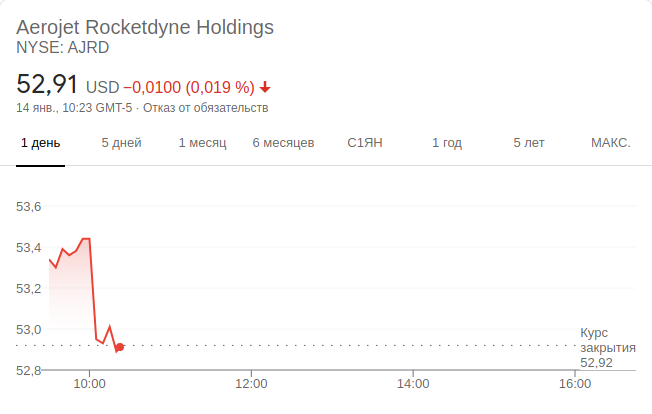 Aerojet Rocketdyne Holdings
NYSE: AJRD
52,91 USD −0,0100 (0,019 %)
14 янв., 10:23 GMT-5 · Отказ от обязательств
1 день 5 дней 1 месяц 6 месяцев С1ЯН 1 год 5 лет МАКС.
53,6
53,4
53,2
53,0
52,8
Курс
закрытия
52,92
10:00 12:00 14:00 16:00